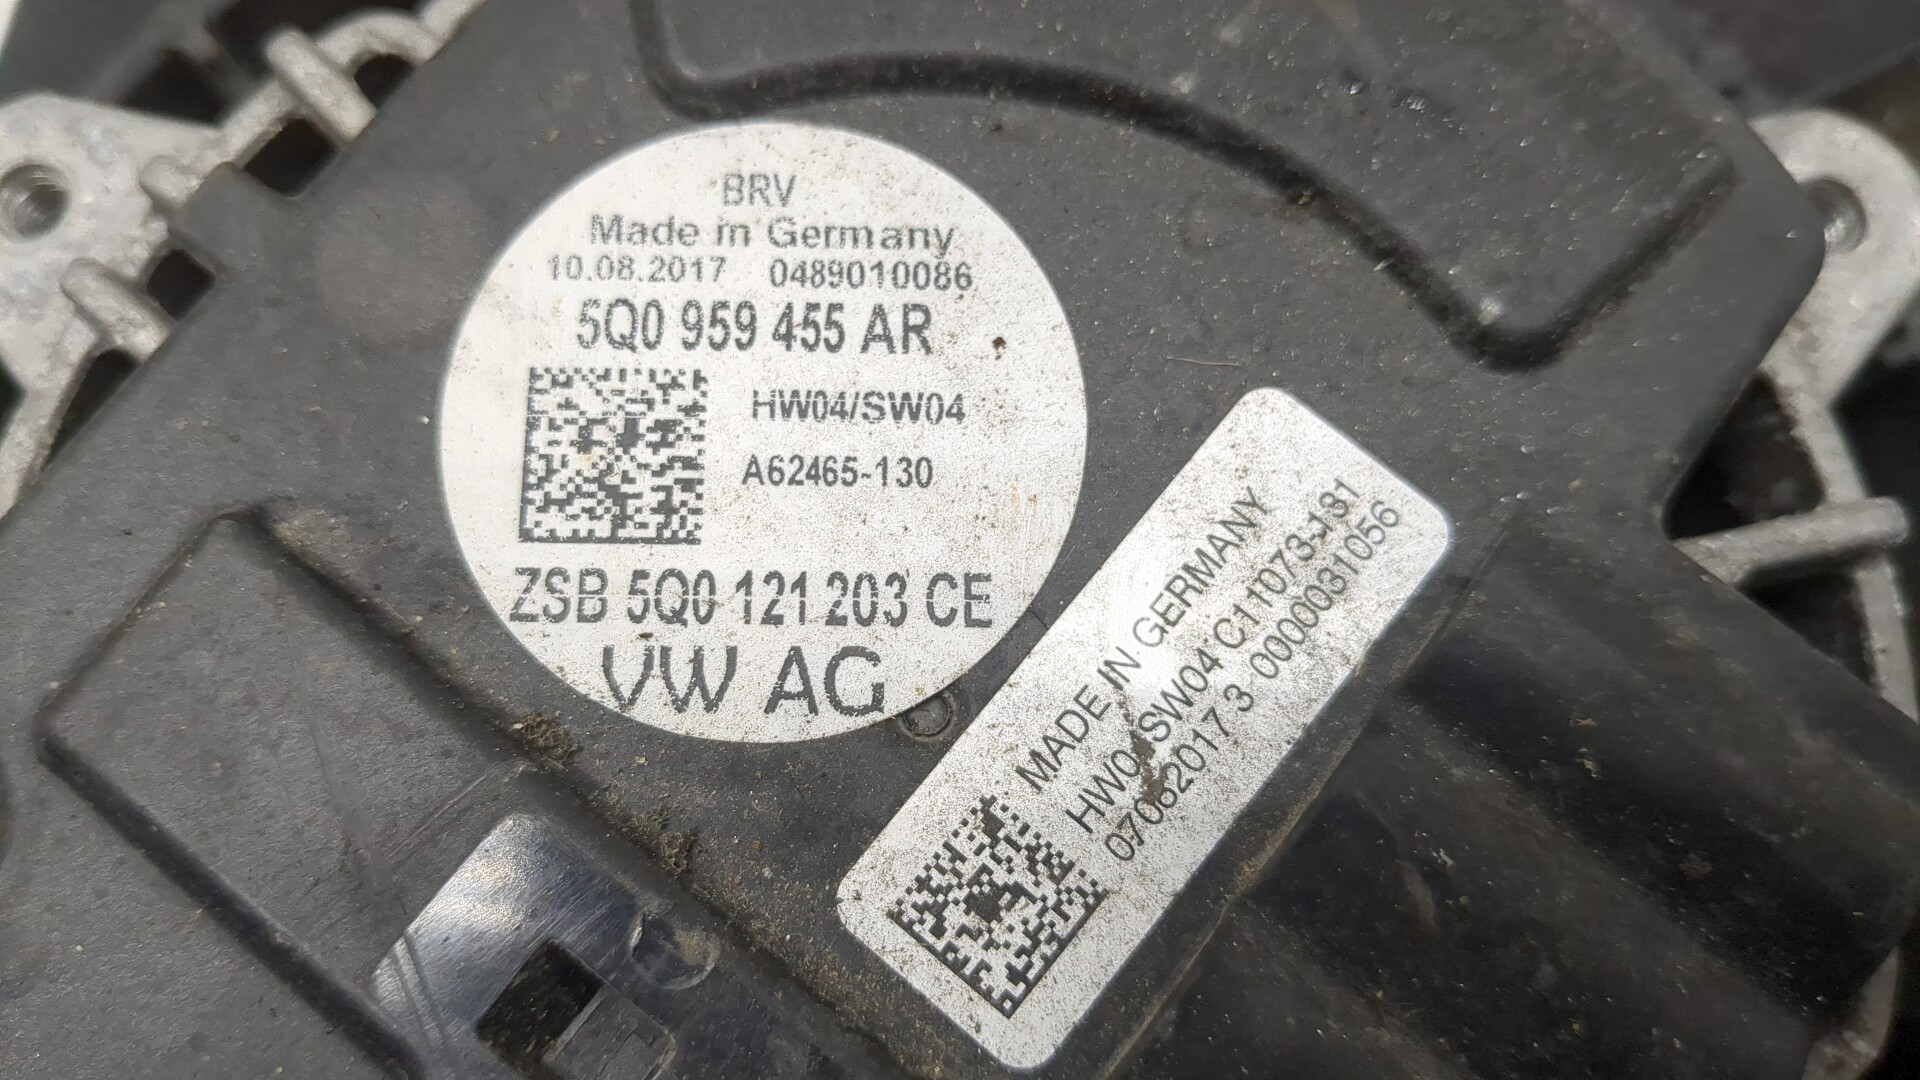 BRV
Made in Germany
10.08.2017 0489010086
5Q0 959 455 AR
HW04/SW04
A62465-130
ZSB 5Q0 121 203 CE
VW AG
MADE IN GERMANY
HW04/SW04 C11073-131
07082017 3 0000031056